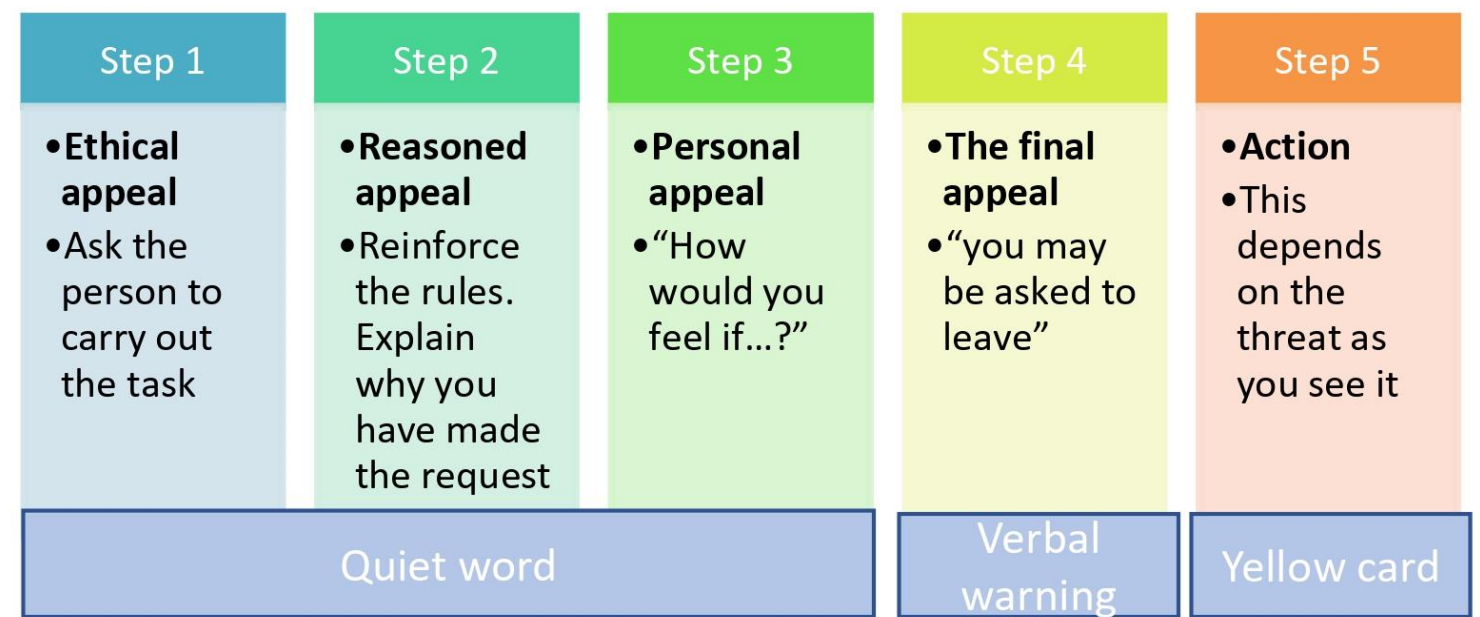 Step 1
•Ethical
appeal
•Ask the
person to
carry out
the task
Step 2
•Reasoned
appeal
•Reinforce
the rules.
Explain
why you
have made
the request
Step 3
•Personal
appeal
•“How
would you
feel if…?”
Step 4
•The final
appeal
•“you may
be asked to
leave”
Step 5
•Action
•This
depends
on the
threat as
you see it
Quiet word
Verbal
warning
Yellow card